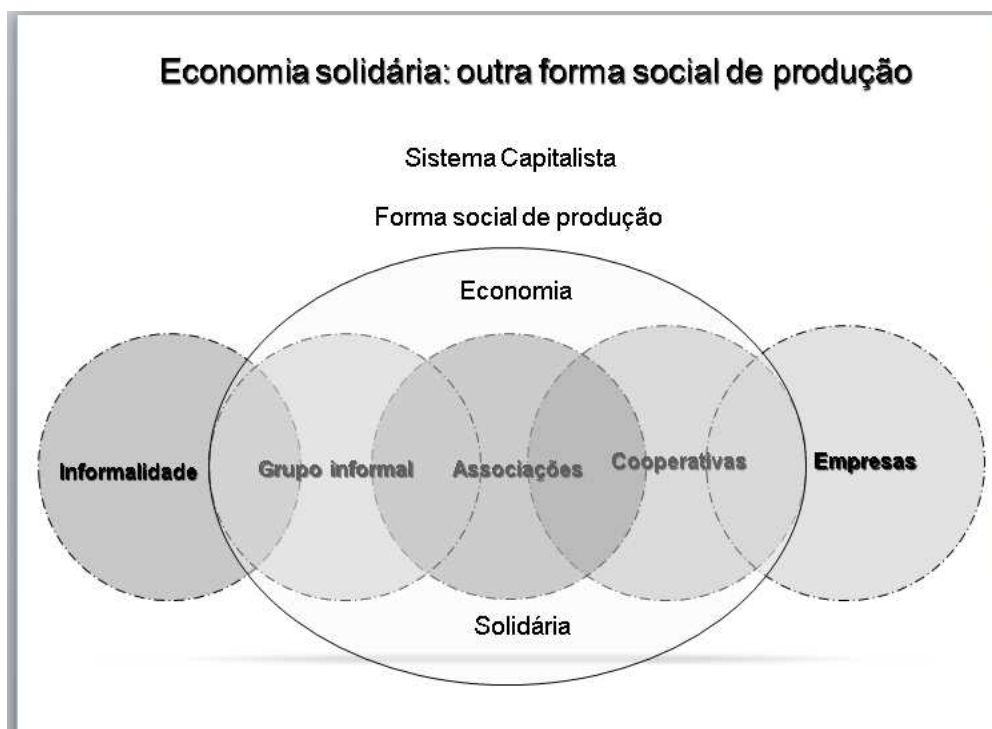 Economia solidária: outra forma social de produção
Sistema Capitalista
Forma social de produção
Economia
Informalidade
Grupo informal
Associações
Cooperativas
Empresas
Solidária